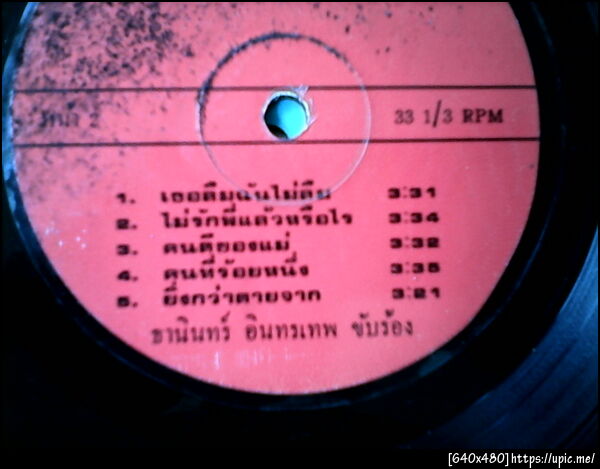 หน้า 2 33 1/3 RPM
1. เธอลืมฉันไม่ลืม 3:31
2. ไม่รักพี่แล้วหรือไร 3:34
3. คนดีของแม่ 3:32
4. คนที่ร้อยหนึ่ง 3:35
5. ยิ่งกว่าตายจาก 3:21
ธานินทร์ อินทรเทพ ขับร้อง
[640x480]https://upic.me/